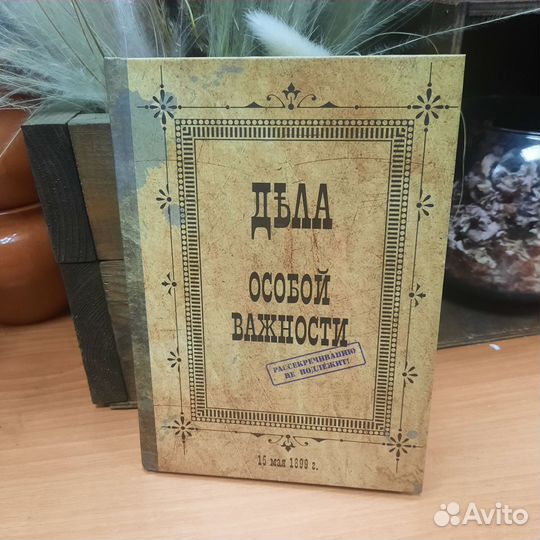 ДѢЛА
ОСОБОЙ
ВАЖНОСТИ
РАССЕКРЕЧИВАНИЮ
НЕ ПОДЛЕЖИТ!
15 мая 1899 г.
Avito